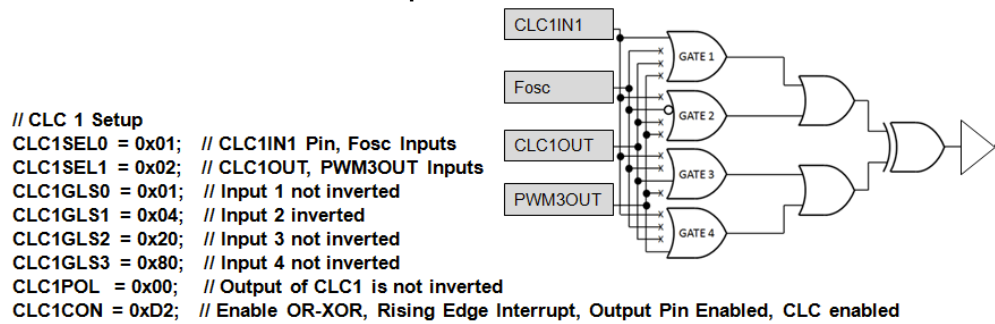 CLC1IN1
Fosc
CLC1OUT
PWM3OUT
GATE 1
GATE 2
GATE 3
GATE 4
// CLC 1 Setup
CLC1SEL0 = 0x01; // CLC1IN1 Pin, Fosc Inputs
CLC1SEL1 = 0x02; // CLC1OUT, PWM3OUT Inputs
CLC1GLS0 = 0x01; // Input 1 not inverted
CLC1GLS1 = 0x04; // Input 2 inverted
CLC1GLS2 = 0x20; // Input 3 not inverted
CLC1GLS3 = 0x80; // Input 4 not inverted
CLC1POL = 0x00; // Output of CLC1 is not inverted
CLC1CON = 0xD2; // Enable OR-XOR, Rising Edge Interrupt, Output Pin Enabled, CLC enabled